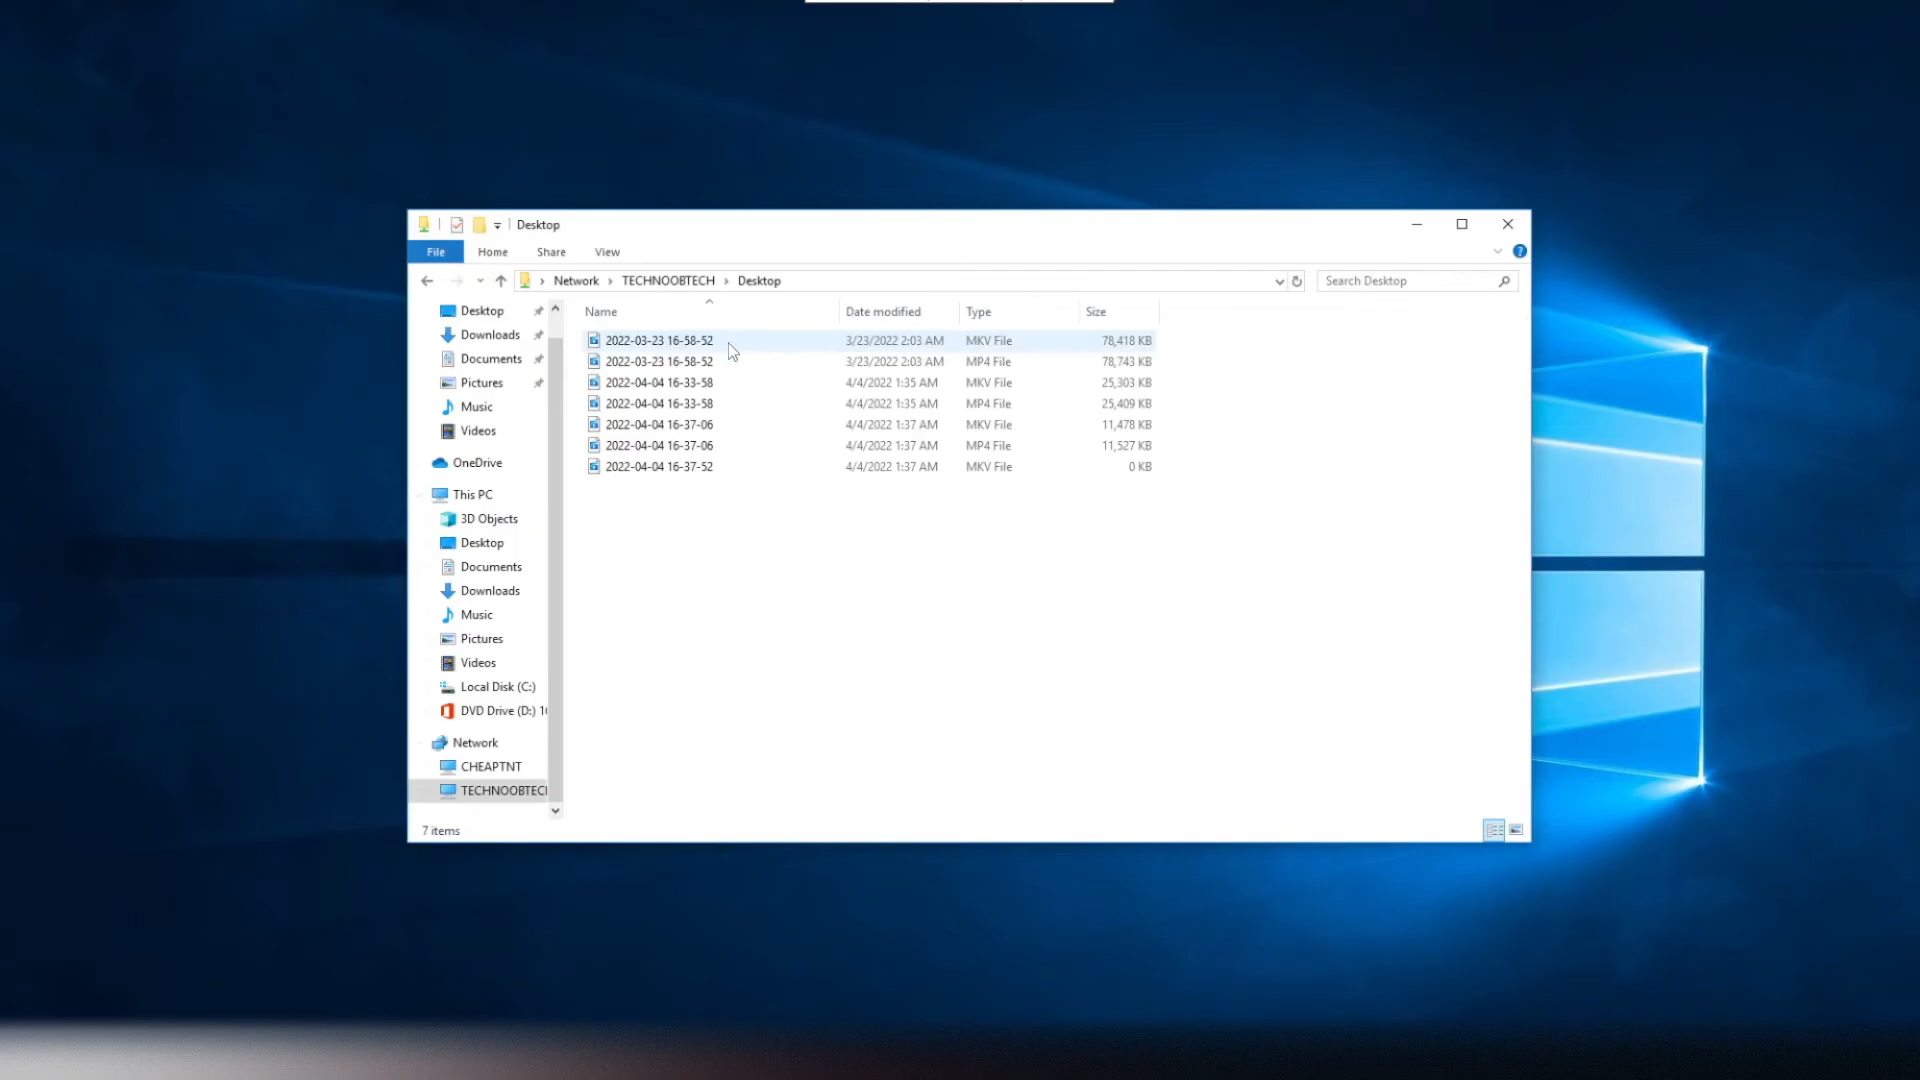 Desktop
File Home Share View
Network > TECHNOOBTECH > Desktop Search Desktop
Name Date modified Type Size
2022-03-23 16-58-52 3/23/2022 2:03 AM MKV File 78,418 KB
2022-03-23 16-58-52 3/23/2022 2:03 AM MP4 File 78,743 KB
2022-04-04 16-33-58 4/4/2022 1:35 AM MKV File 25,303 KB
2022-04-04 16-33-58 4/4/2022 1:35 AM MP4 File 25,409 KB
2022-04-04 16-37-06 4/4/2022 1:37 AM MKV File 11,478 KB
2022-04-04 16-37-06 4/4/2022 1:37 AM MP4 File 11,527 KB
2022-04-04 16-37-52 4/4/2022 1:37 AM MKV File 0 KB
Desktop
Downloads
Documents
Pictures
Music
Videos
OneDrive
This PC
3D Objects
Desktop
Documents
Downloads
Music
Pictures
Videos
Local Disk (C:)
DVD Drive (D:)
Network
CHEAPTNT
TECHNOOBTECH
7 items